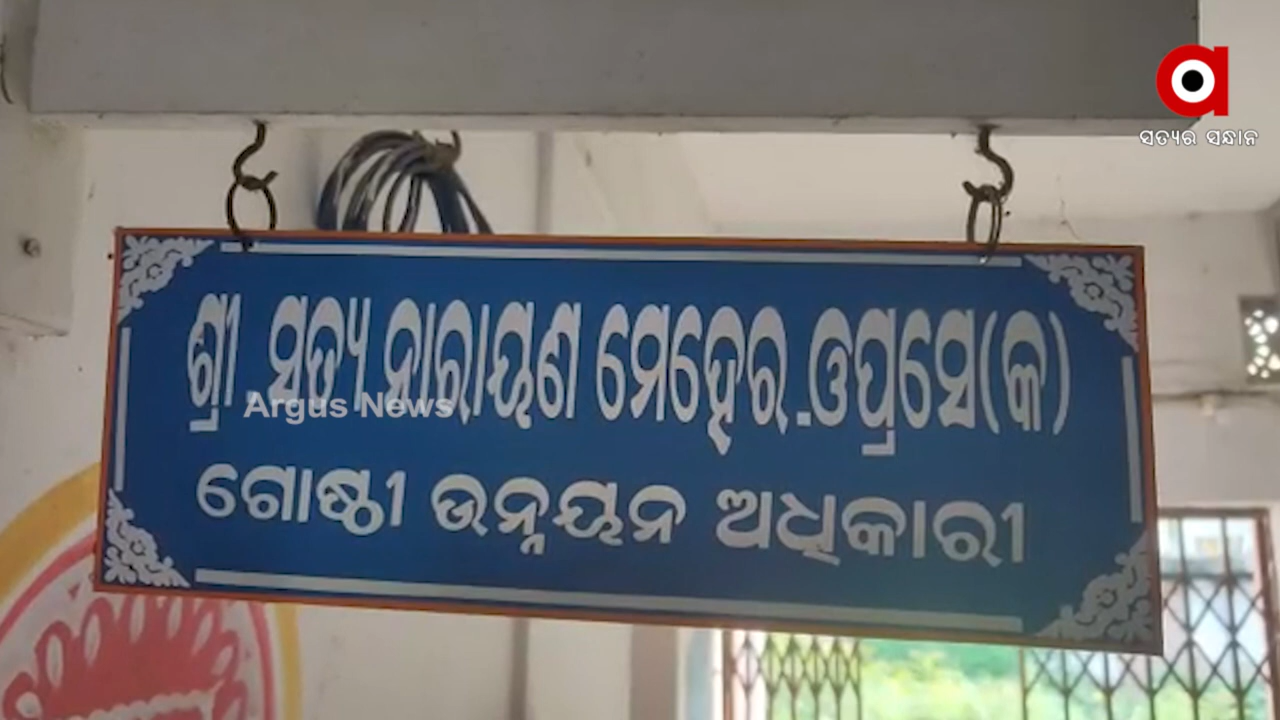 ସତ୍ୟର ସନ୍ଧାନ
ଶ୍ରୀ ସତ୍ୟ ନାରାୟଣ ମେହେର.ଓପ୍ରସେ(କ)
Argus News
ଗୋଷ୍ଠୀ ଉନ୍ନୟନ ଅଧିକାରୀ